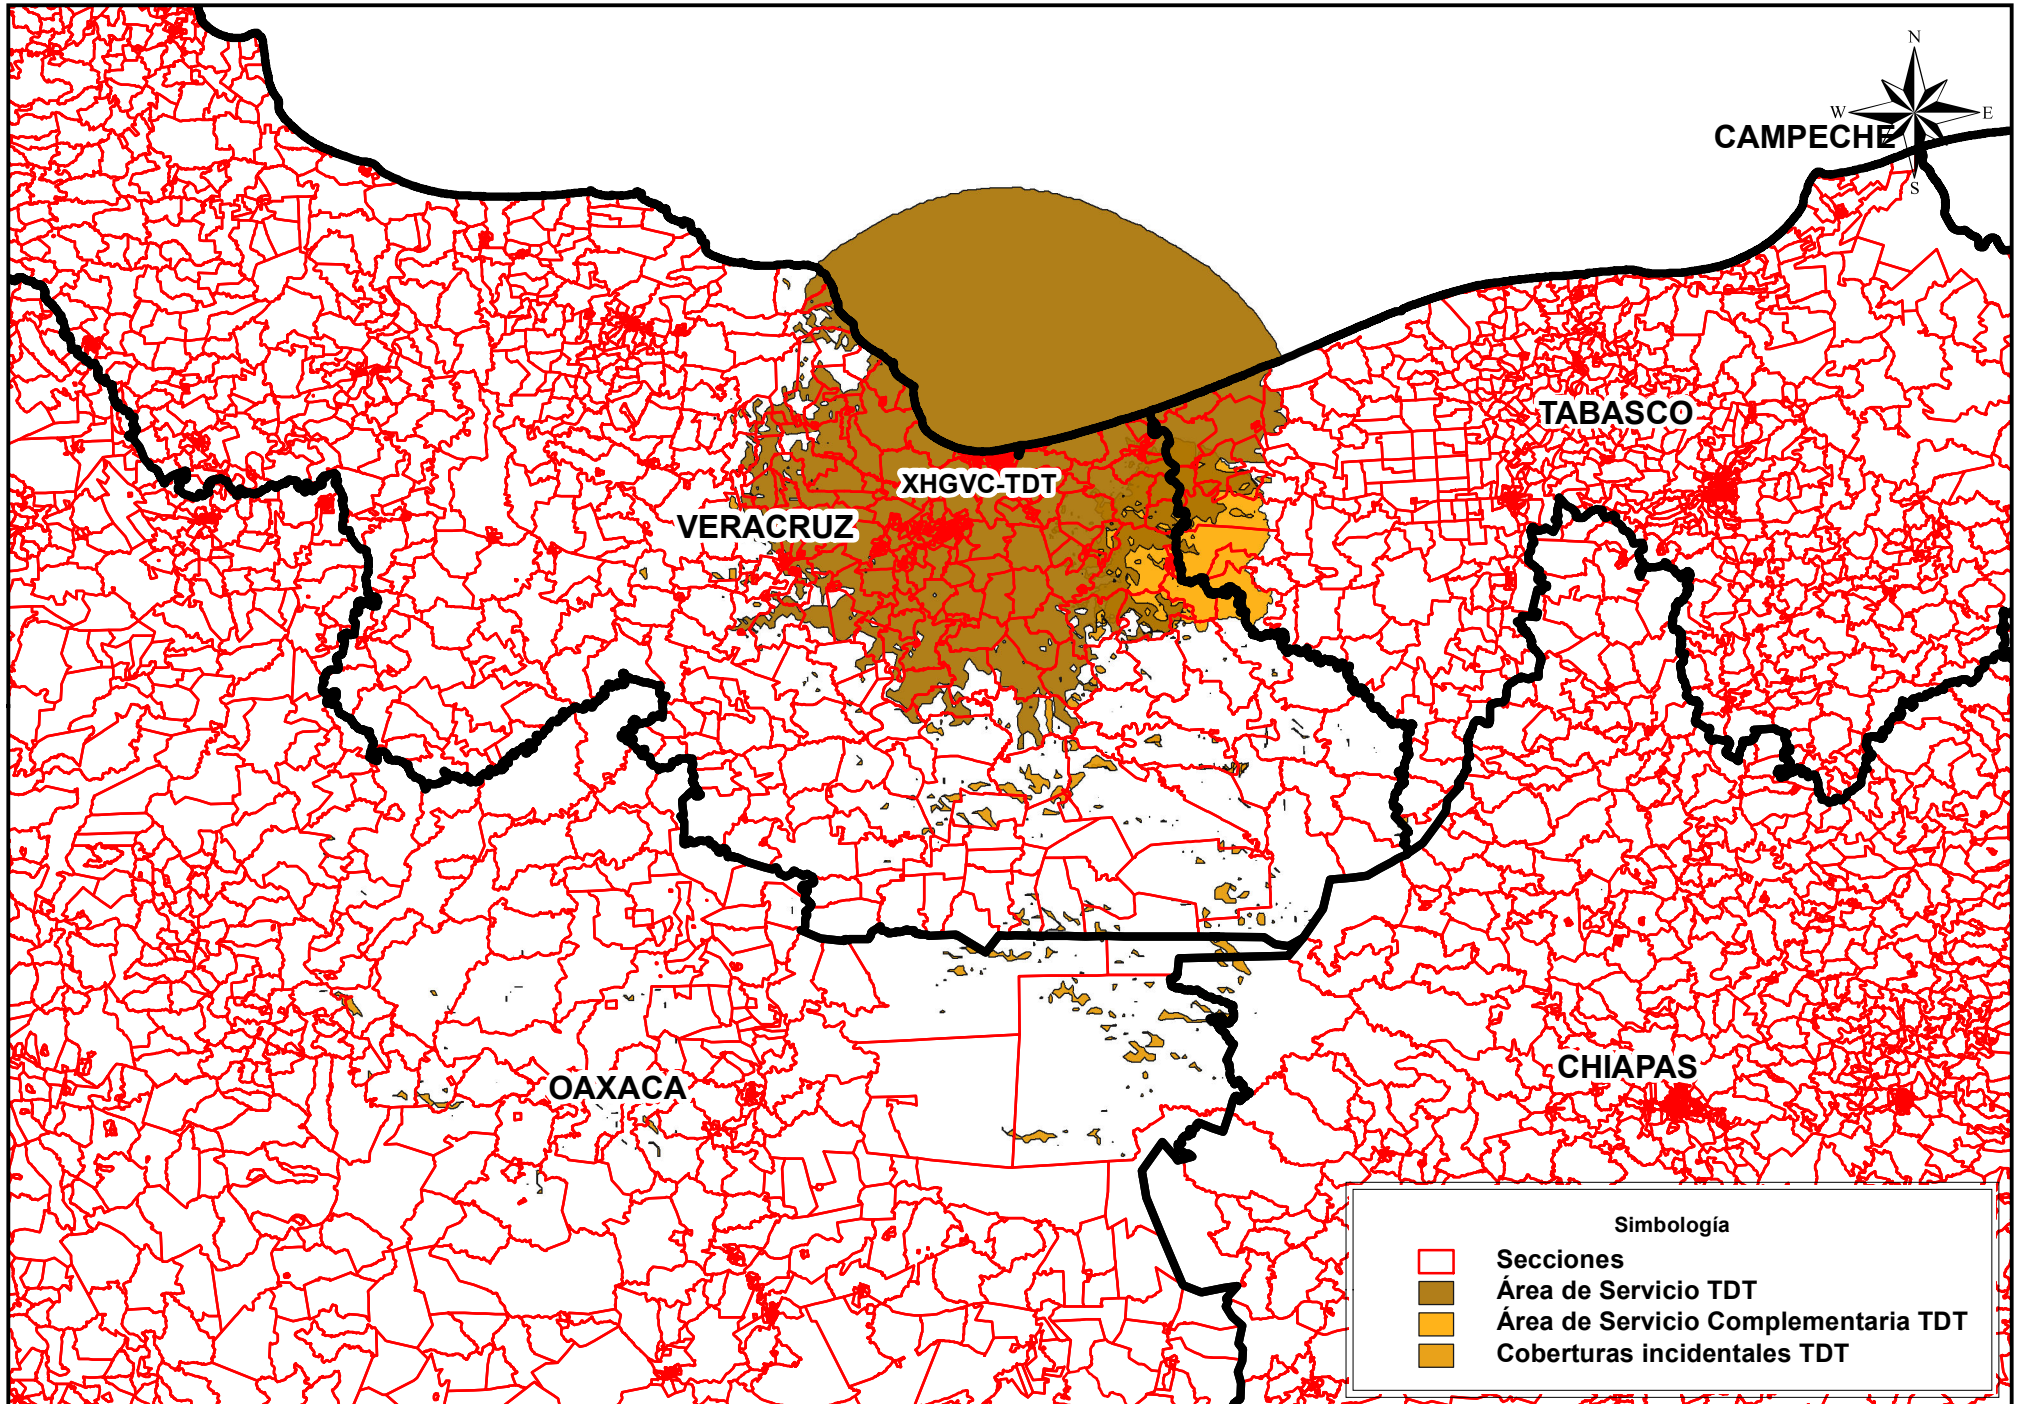 N
W
E
S
CAMPECHE
TABASCO
XHGVC-TDT
VERACRUZ
CHIAPAS
OAXACA
Simbología
Secciones
Área de Servicio TDT
Área de Servicio Complementaria TDT
Coberturas incidentales TDT